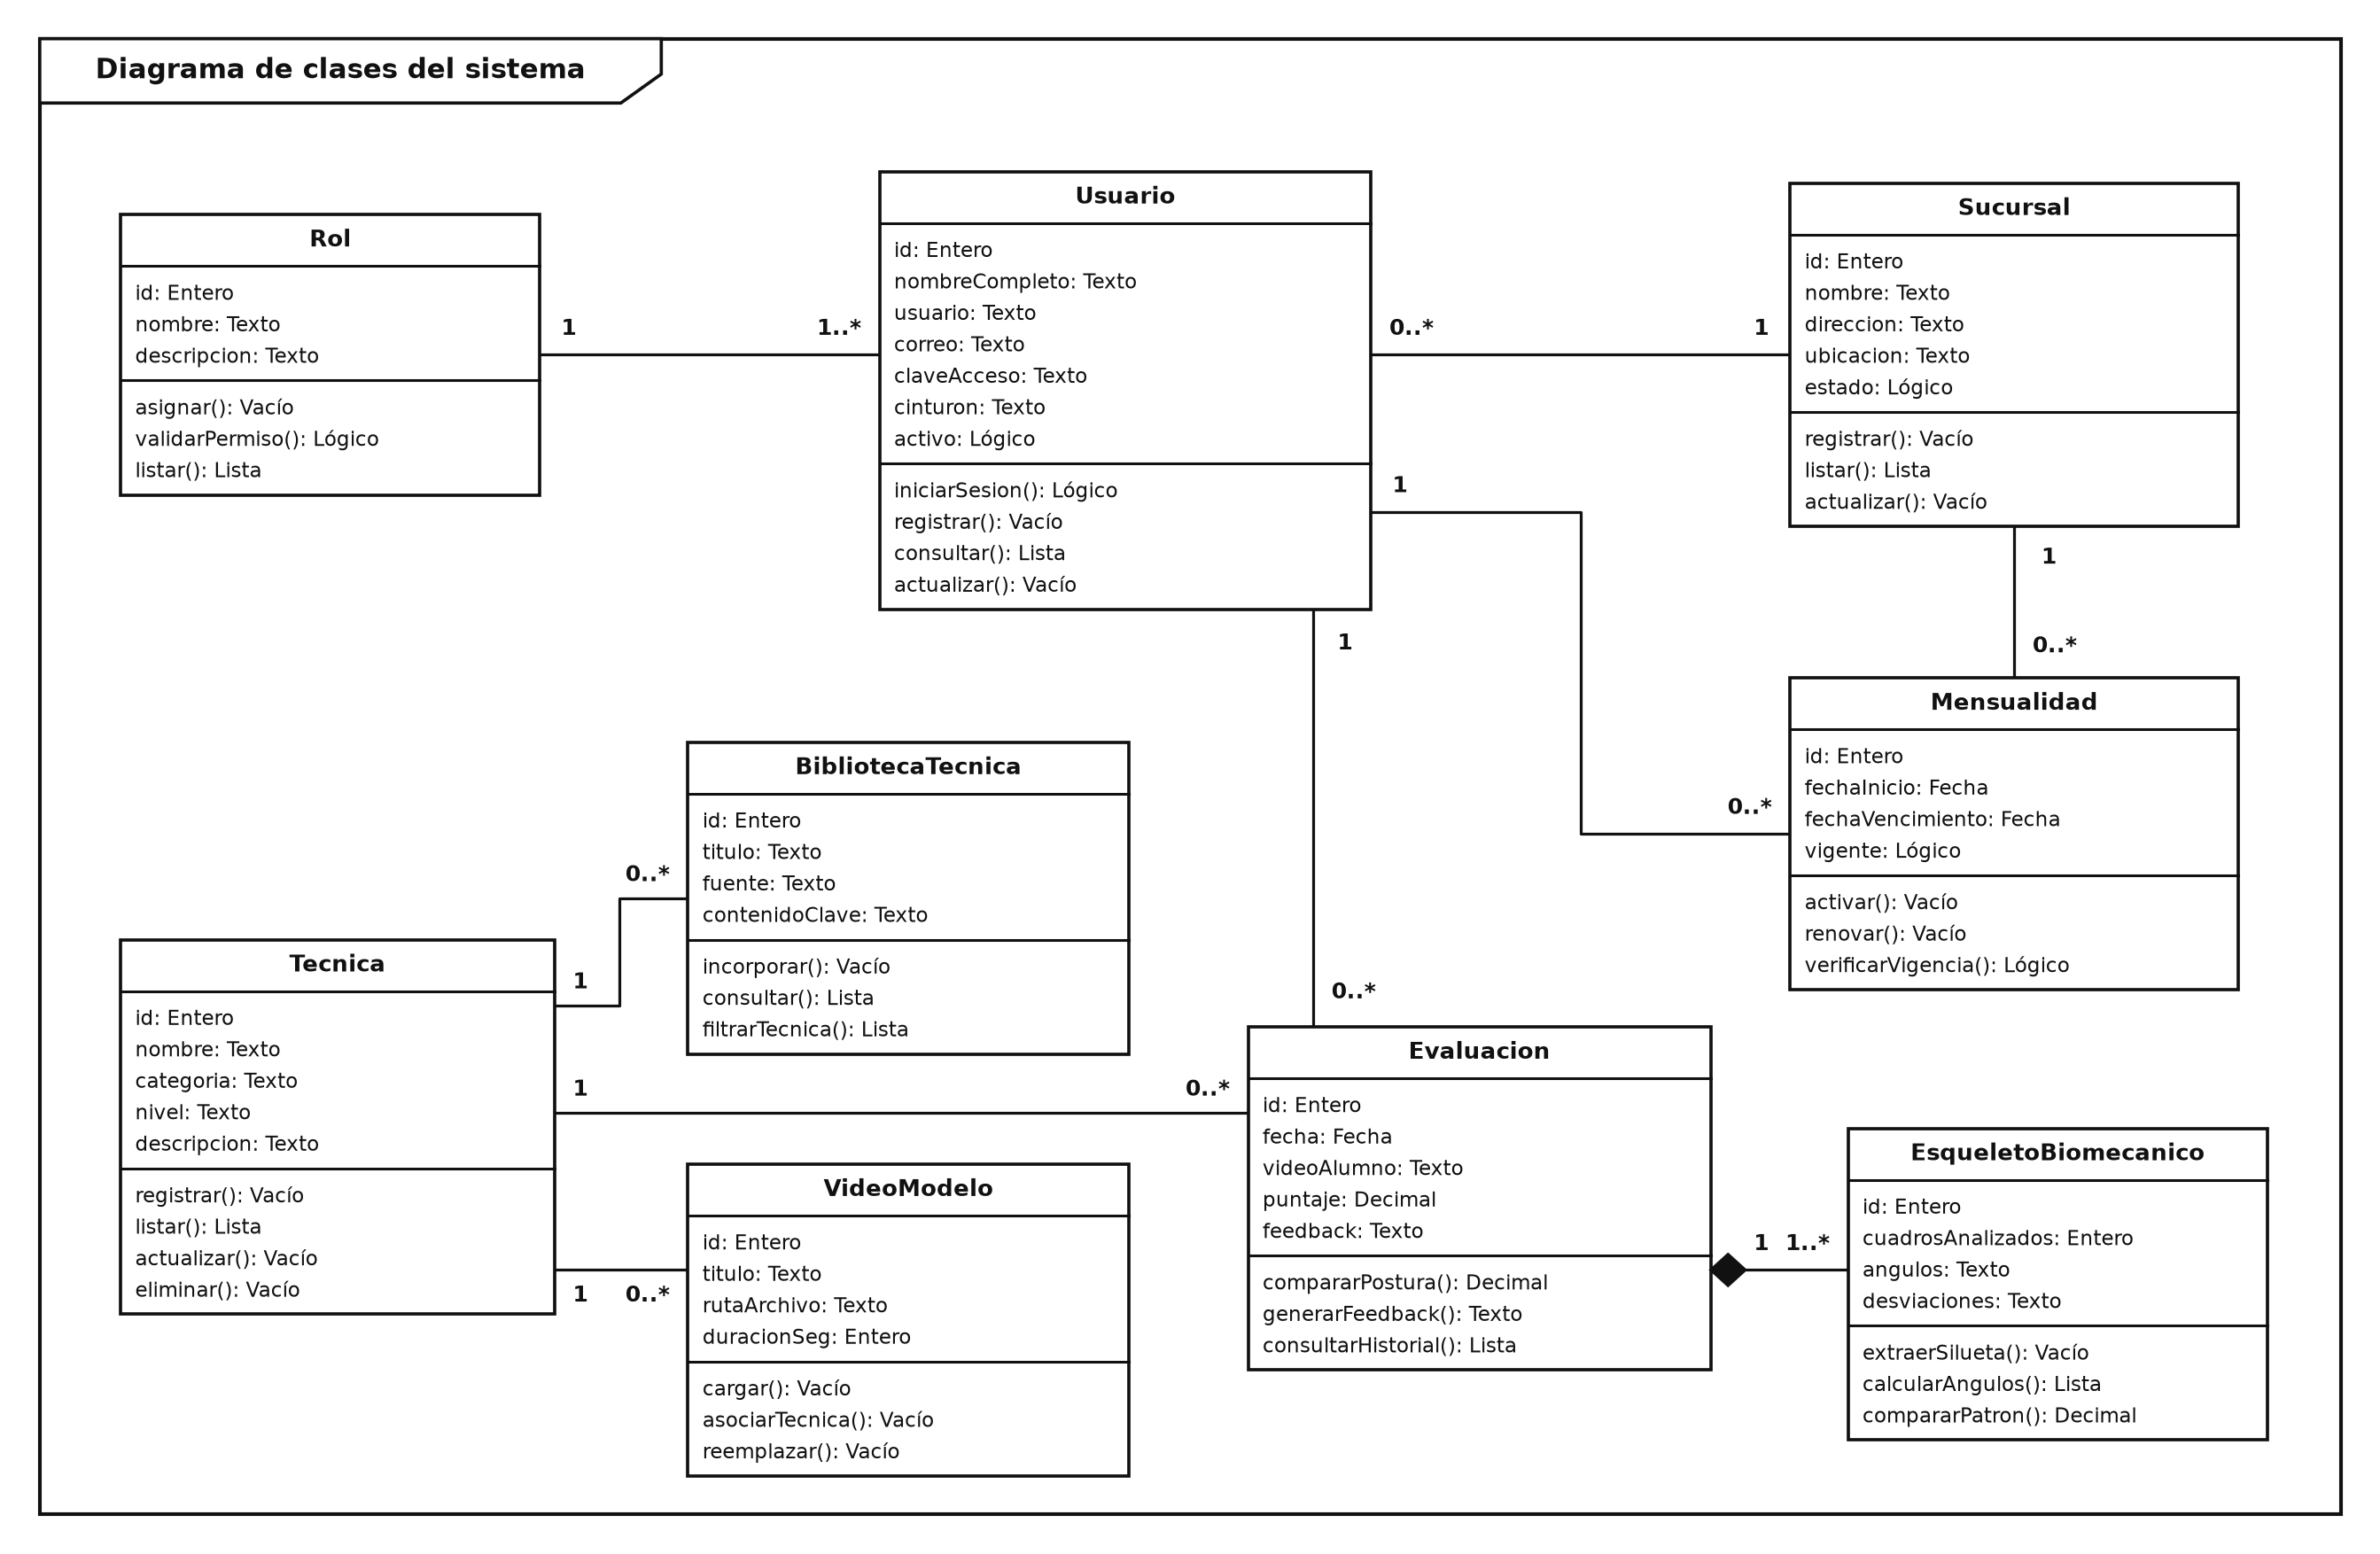 Diagrama de clases del sistema
Rol
id: Entero
nombre: Texto
descripcion: Texto
asignar(): Vacío
validarPermiso(): Lógico
listar(): Lista
1
1..*
Usuario
id: Entero
nombreCompleto: Texto
usuario: Texto
correo: Texto
claveAcceso: Texto
cinturon: Texto
activo: Lógico
iniciarSesion(): Lógico
registrar(): Vacío
consultar(): Lista
actualizar(): Vacío
0..*
1
Sucursal
id: Entero
nombre: Texto
direccion: Texto
ubicacion: Texto
estado: Lógico
registrar(): Vacío
listar(): Lista
actualizar(): Vacío
1
1
0..*
1
0..*
Mensualidad
id: Entero
fechaInicio: Fecha
fechaVencimiento: Fecha
vigente: Lógico
activar(): Vacío
renovar(): Vacío
verificarVigencia(): Lógico
BibliotecaTecnica
id: Entero
titulo: Texto
fuente: Texto
contenidoClave: Texto
incorporar(): Vacío
consultar(): Lista
filtrarTecnica(): Lista
0..*
1
Tecnica
id: Entero
nombre: Texto
categoria: Texto
nivel: Texto
descripcion: Texto
registrar(): Vacío
listar(): Lista
actualizar(): Vacío
eliminar(): Vacío
1
0..*
0..*
1
0..*
VideoModelo
id: Entero
titulo: Texto
rutaArchivo: Texto
duracionSeg: Entero
cargar(): Vacío
asociarTecnica(): Vacío
reemplazar(): Vacío
Evaluacion
id: Entero
fecha: Fecha
videoAlumno: Texto
puntaje: Decimal
feedback: Texto
compararPostura(): Decimal
generarFeedback(): Texto
consultarHistorial(): Lista
1
1..*
EsqueletoBiomecanico
id: Entero
cuadrosAnalizados: Entero
angulos: Texto
desviaciones: Texto
extraerSilueta(): Vacío
calcularAngulos(): Lista
compararPatron(): Decimal